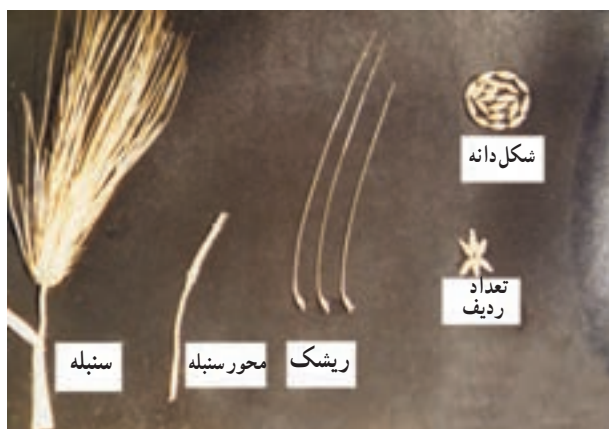 شکل دانه
تعداد
ردیف
ریشک
محور سنبله
سنبله